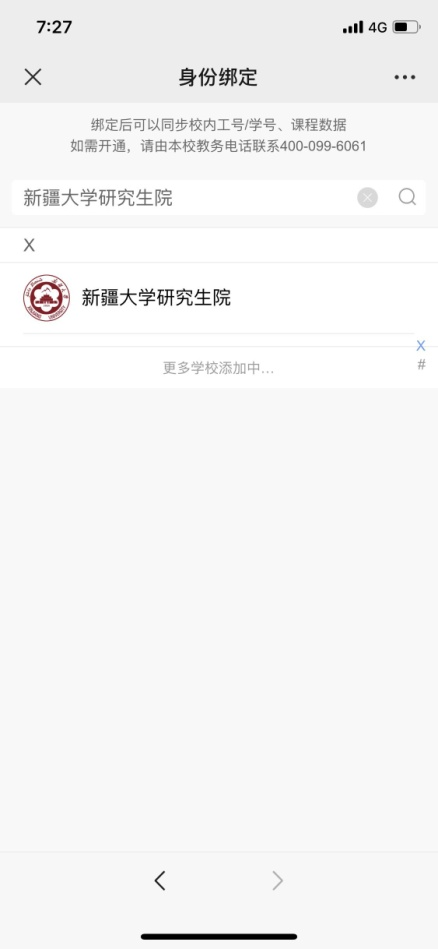 7:27
4G
身份绑定
绑定后可以同步校内工号/学号、课程数据
如需开通，请由本校教务电话联系400-099-6061
新疆大学研究生院
X
新疆大学研究生院
X
#
更多学校添加中...